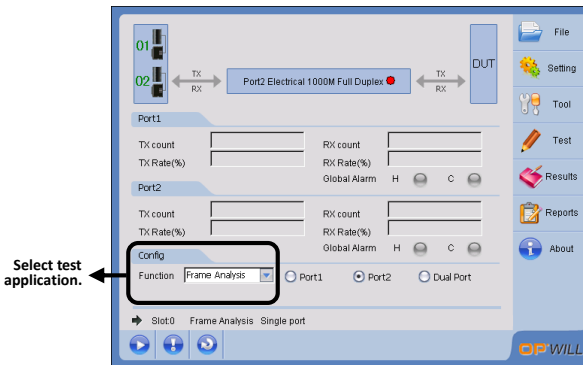 01
02
TX
RX
Port2 Electrical 1000M Full Duplex
TX
RX
DUT
Port1
TX count
RX count
TX Rate(%)
RX Rate(%)
Global Alarm H C
Port2
TX count
RX count
TX Rate(%)
RX Rate(%)
Global Alarm H C
Config
Function Frame Analysis Port1 Port2 Dual Port
Slot:0 Frame Analysis Single port
Select test
application.
File
Setting
Tool
Test
Results
Reports
About
OPWILL